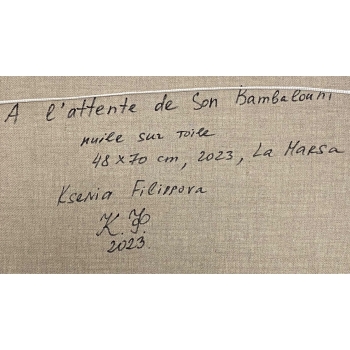 A l'attente de Son Bambalouni
huile sur Toile
48 x 70 cm, 2023, La Marsa
Ksenia Filippova
К. Ф.
2023.